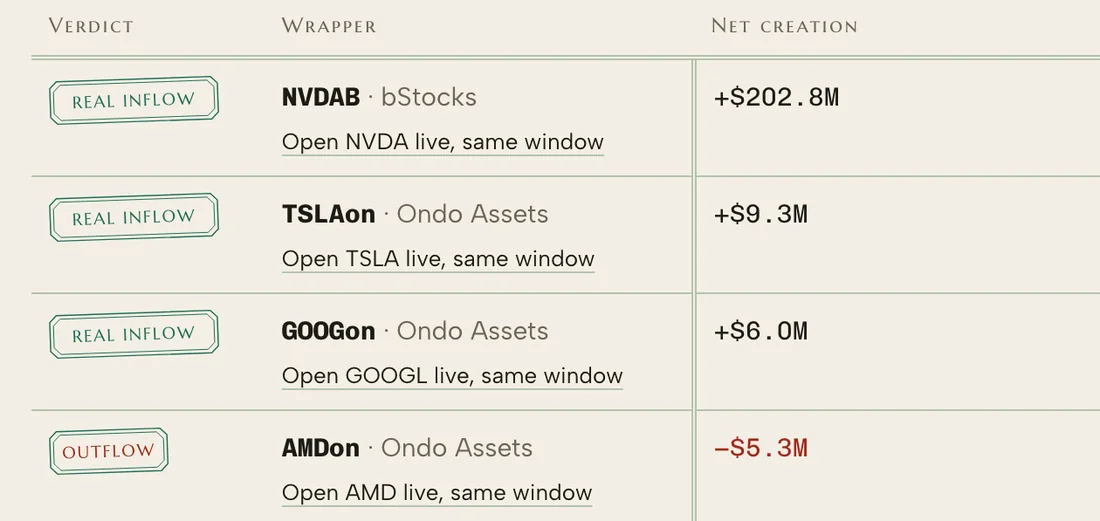 Verdict Wrapper Net creation
REAL INFLOW NVDAB · bStocks +$202.8M
Open NVDA live, same window
REAL INFLOW TSLAon · Ondo Assets +$9.3M
Open TSLA live, same window
REAL INFLOW GOOGon · Ondo Assets +$6.0M
Open GOOGL live, same window
OUTFLOW AMDon · Ondo Assets −$5.3M
Open AMD live, same window